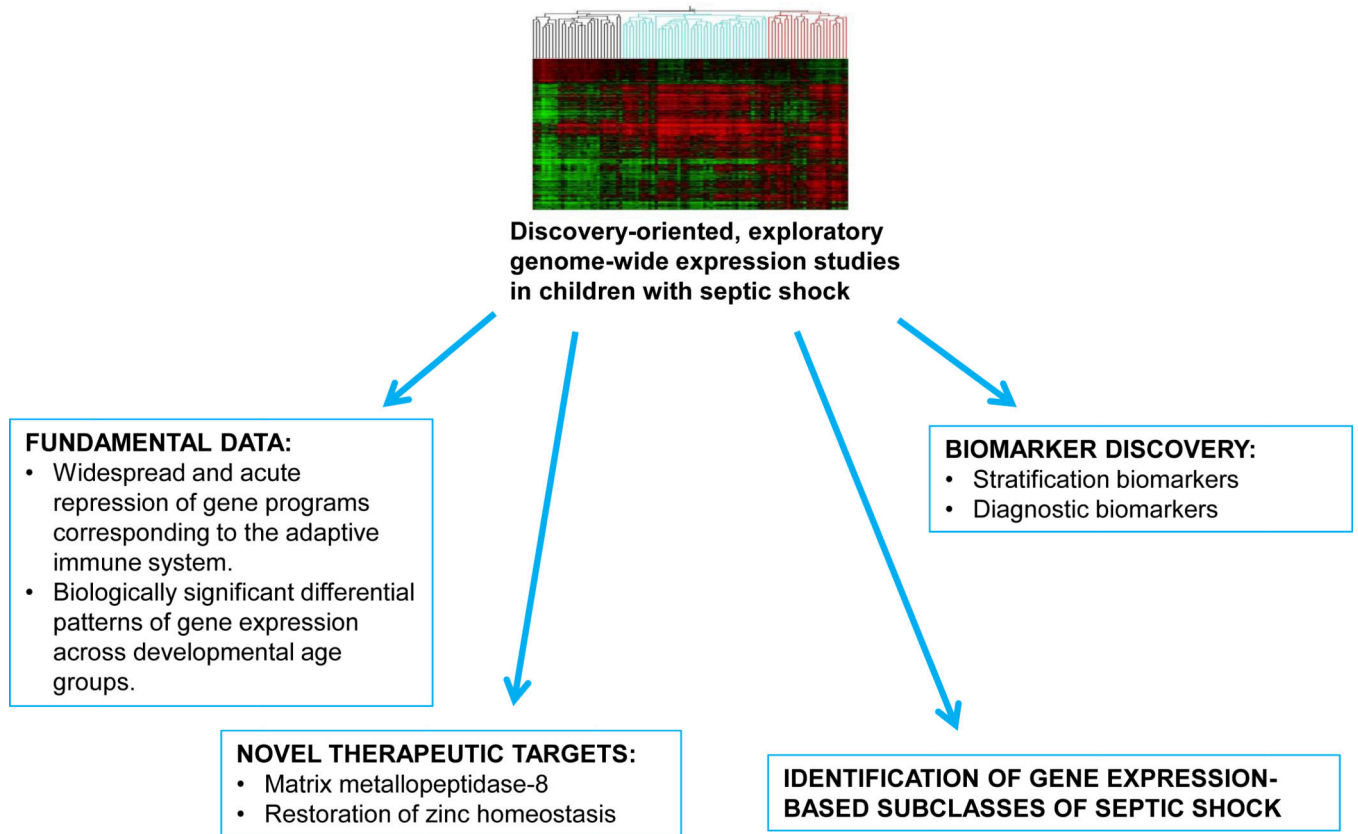 Discovery-oriented, exploratory
genome-wide expression studies
in children with septic shock
FUNDAMENTAL DATA:
• Widespread and acute
repression of gene programs
corresponding to the adaptive
immune system.
• Biologically significant differential
patterns of gene expression
across developmental age
groups.
BIOMARKER DISCOVERY:
• Stratification biomarkers
• Diagnostic biomarkers
NOVEL THERAPEUTIC TARGETS:
• Matrix metallopeptidase-8
• Restoration of zinc homeostasis
IDENTIFICATION OF GENE EXPRESSION-
BASED SUBCLASSES OF SEPTIC SHOCK